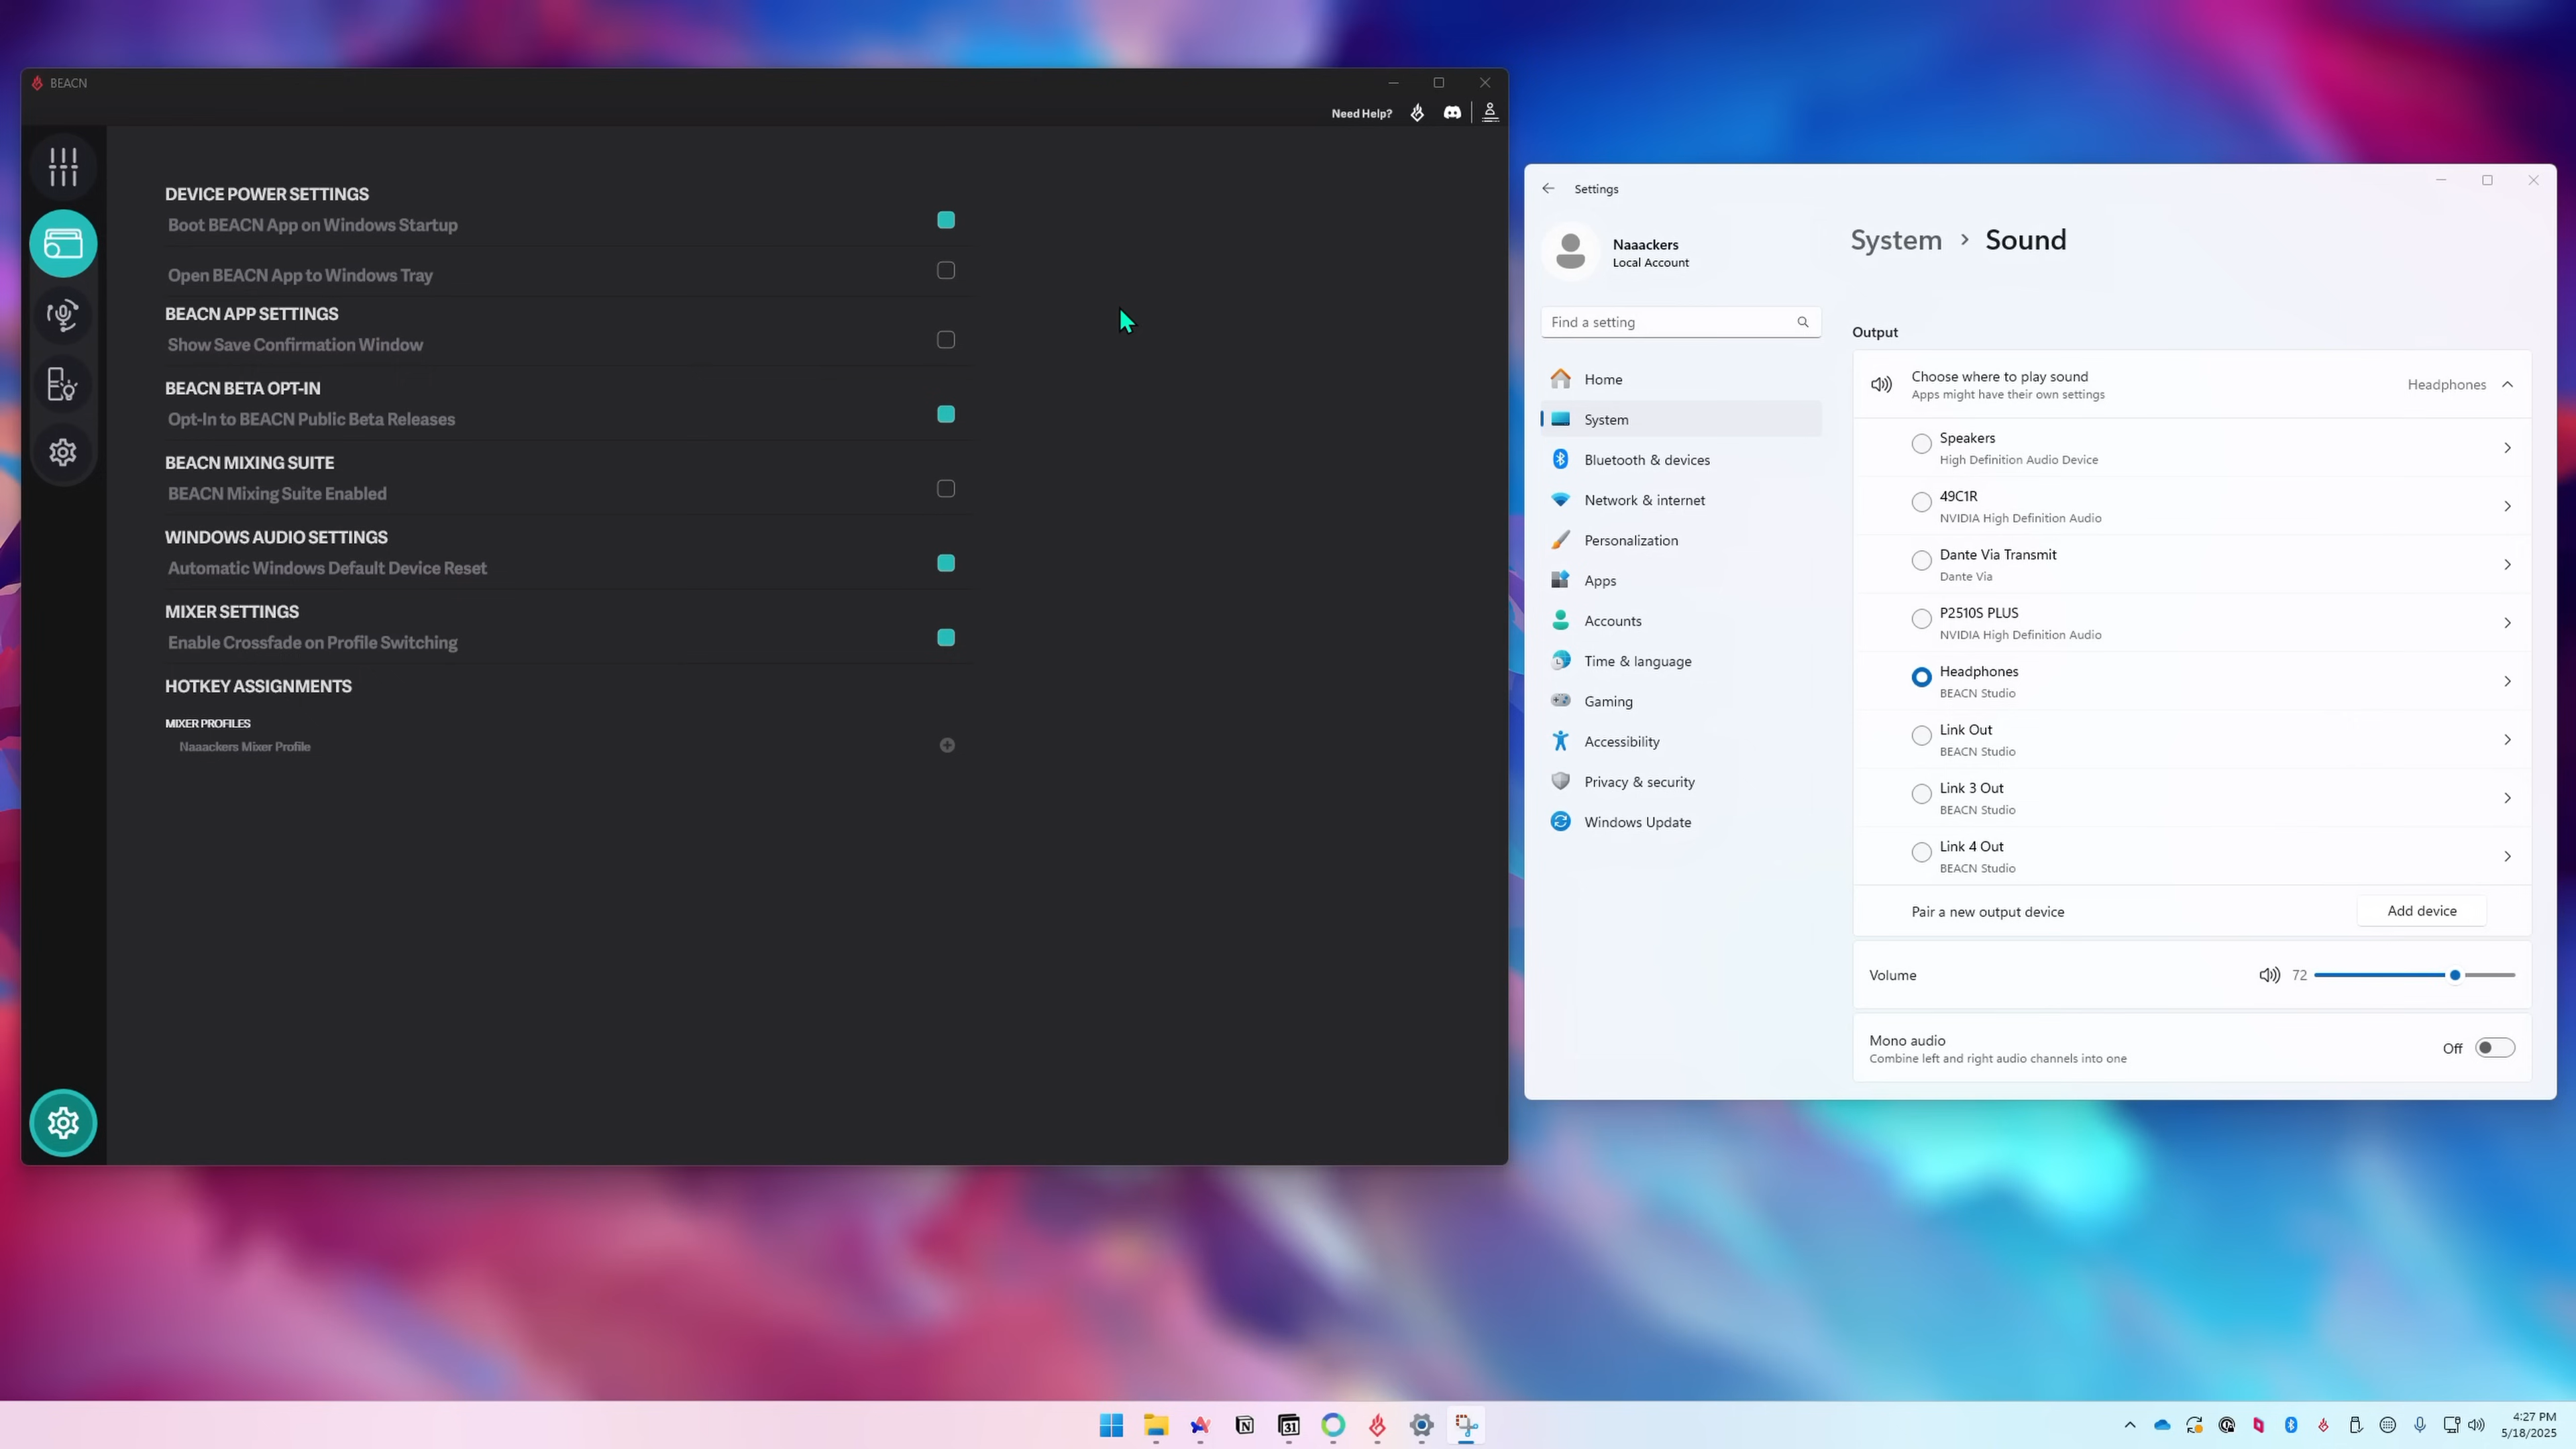 BEACN
Need Help?
DEVICE POWER SETTINGS
Boot BEACN App on Windows Startup
Open BEACN App to Windows Tray
BEACN APP SETTINGS
Show Save Confirmation Window
BEACN BETA OPT-IN
Opt-In to BEACN Public Beta Releases
BEACN MIXING SUITE
BEACN Mixing Suite Enabled
WINDOWS AUDIO SETTINGS
Automatic Windows Default Device Reset
MIXER SETTINGS
Enable Crossfade on Profile Switching
HOTKEY ASSIGNMENTS
MIXER PROFILES
Naaackers Mixer Profile
Settings
Naaackers
Local Account
Find a setting
Home
System
Bluetooth & devices
Network & internet
Personalization
Apps
Accounts
Time & language
Gaming
Accessibility
Privacy & security
Windows Update
System > Sound
Output
Choose where to play sound
Apps might have their own settings
Headphones
Speakers
High Definition Audio Device
49C1R
NVIDIA High Definition Audio
Dante Via Transmit
Dante Via
P2510S PLUS
NVIDIA High Definition Audio
Headphones
BEACN Studio
Link Out
BEACN Studio
Link 3 Out
BEACN Studio
Link 4 Out
BEACN Studio
Pair a new output device
Add device
Volume
72
Mono audio
Combine left and right audio channels into one
Off
31
4:27 PM
5/18/2025